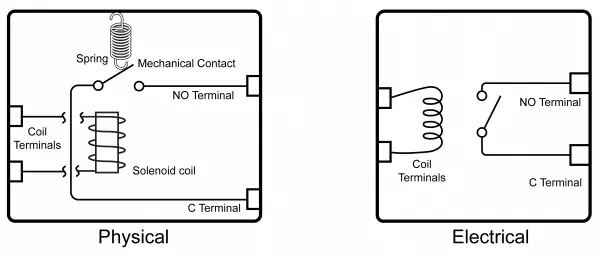 Spring
Mechanical Contact
NO Terminal
Coil
Terminals
Solenoid coil
C Terminal
Physical
NO Terminal
Coil
Terminals
C Terminal
Electrical